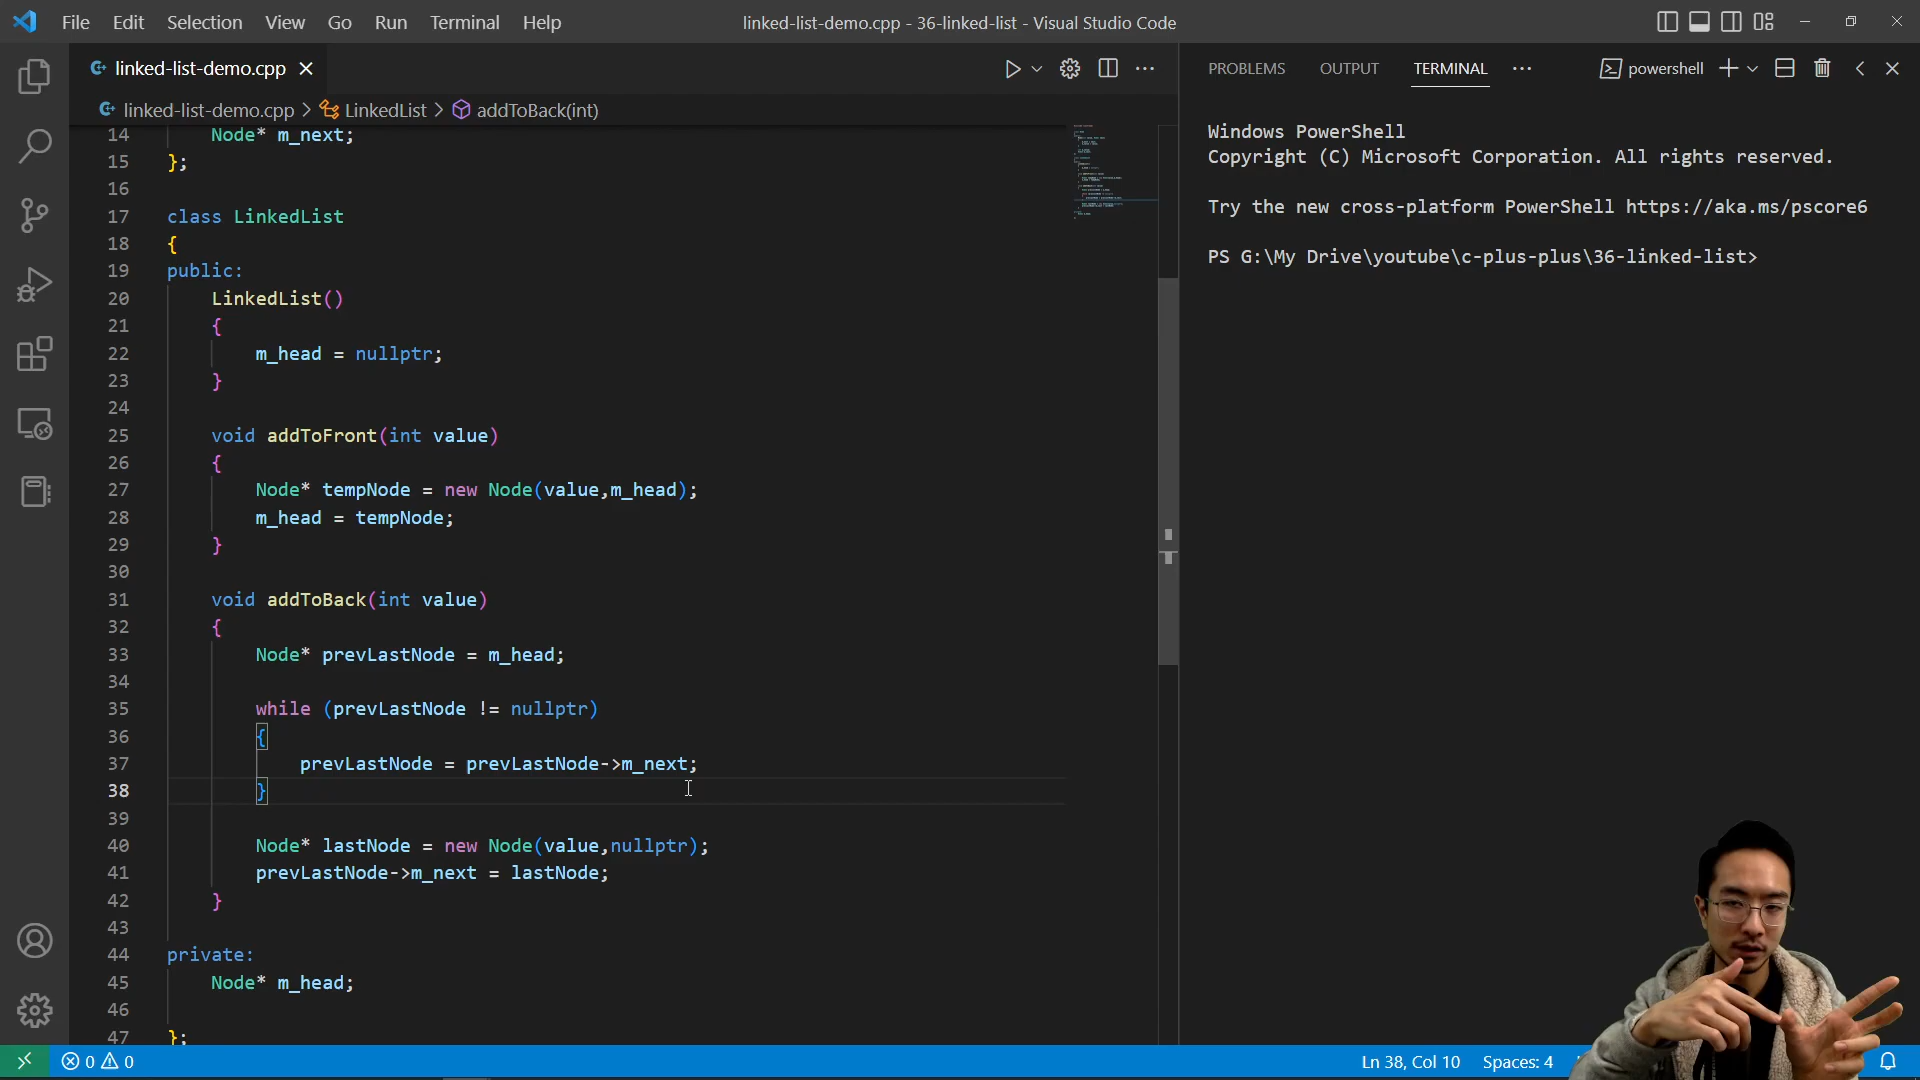 File Edit Selection View Go Run Terminal Help
linked-list-demo.cpp - 36-linked-list - Visual Studio Code
linked-list-demo.cpp
linked-list-demo.cpp > LinkedList > addToBack(int)
14 Node* m_next;
15 };
16
17 class LinkedList
18 {
19 public:
20 LinkedList()
21 {
22 m_head = nullptr;
23 }
24
25 void addToFront(int value)
26 {
27 Node* tempNode = new Node(value,m_head);
28 m_head = tempNode;
29 }
30
31 void addToBack(int value)
32 {
33 Node* prevLastNode = m_head;
34
35 while (prevLastNode != nullptr)
36 {
37 prevLastNode = prevLastNode->m_next;
38 }
39
40 Node* lastNode = new Node(value,nullptr);
41 prevLastNode->m_next = lastNode;
42 }
43
44 private:
45 Node* m_head;
46
47 };
PROBLEMS OUTPUT TERMINAL ··· powershell
Windows PowerShell
Copyright (C) Microsoft Corporation. All rights reserved.
Try the new cross-platform PowerShell https://aka.ms/pscore6
PS G:\My Drive\youtube\c-plus-plus\36-linked-list>
0 0
Ln 38, Col 10 Spaces: 4